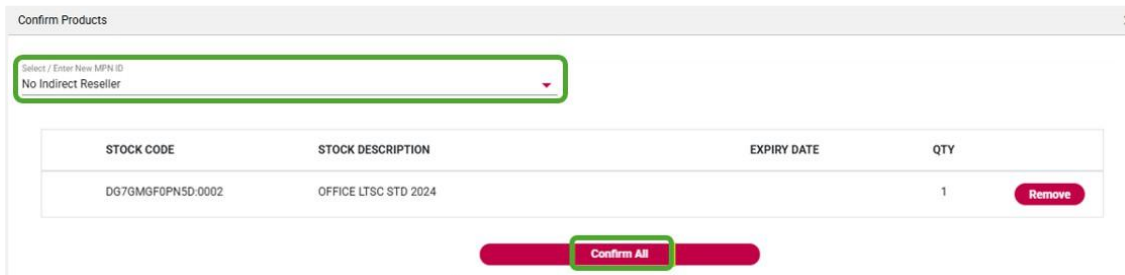 Confirm Products
Select / Enter New MPN ID
No Indirect Reseller
STOCK CODE STOCK DESCRIPTION EXPIRY DATE QTY
DG7GMGF0PN5D:0002 OFFICE LTSC STD 2024 1 Remove
Confirm All